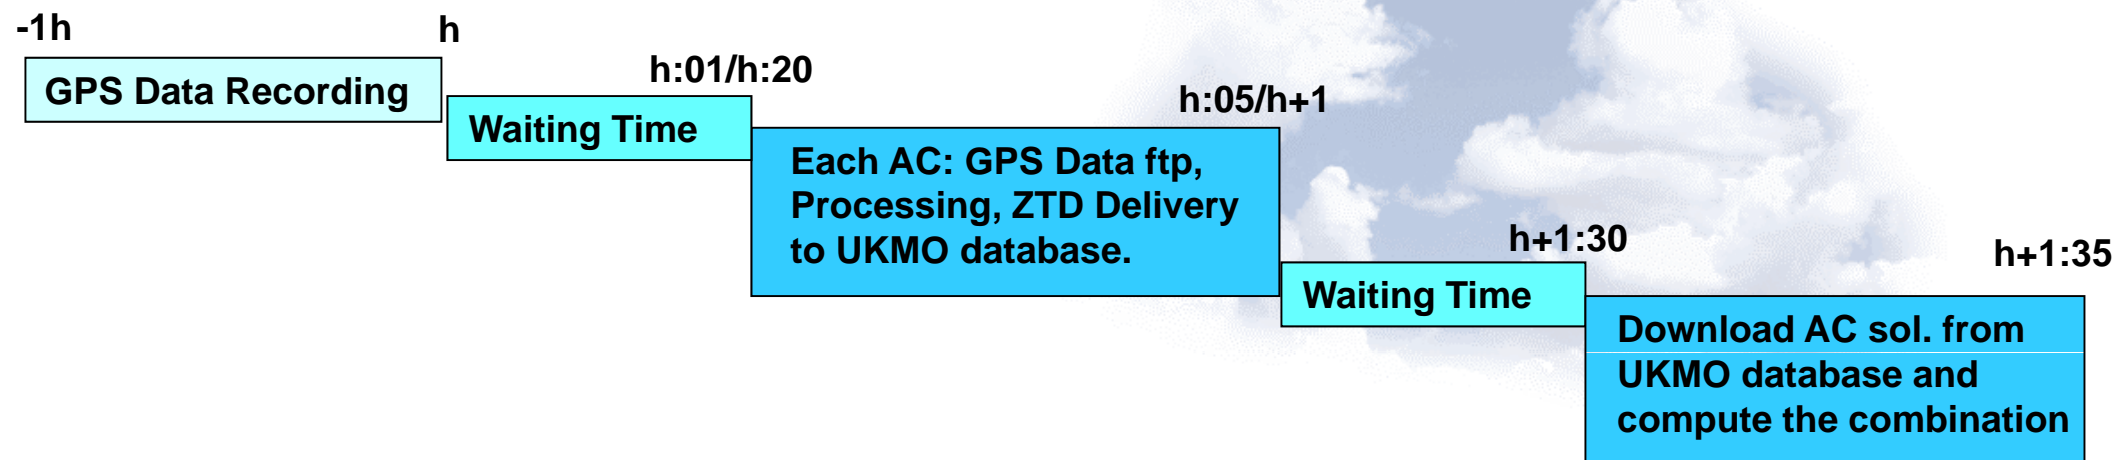 -1h
h
GPS Data Recording
h:01/h:20
Waiting Time
h:05/h+1
Each AC: GPS Data ftp,
Processing, ZTD Delivery
to UKMO database.
h+1:30
Waiting Time
h+1:35
Download AC sol. from
UKMO database and
compute the combination